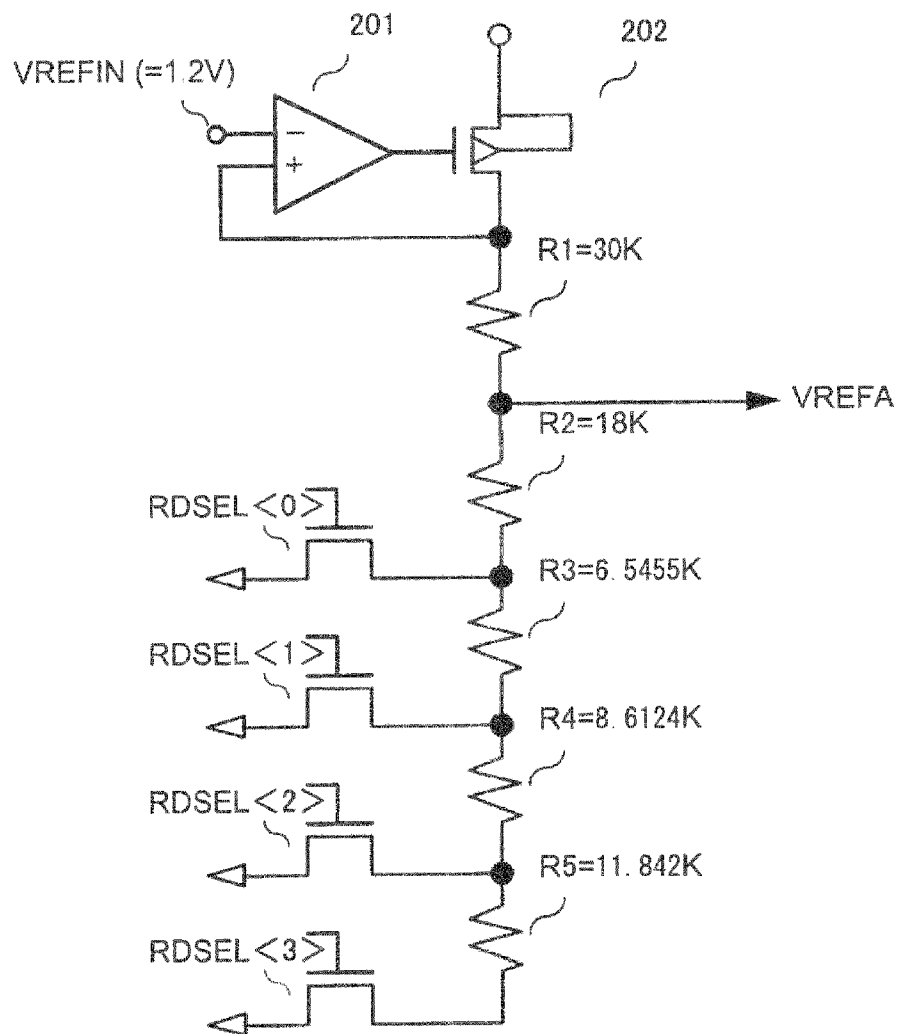 201
202
VREFIN (=1.2V)
−
+
R1=30K
VREFA
R2=18K
RDSEL<0>
R3=6.5455K
RDSEL<1>
R4=8.6124K
RDSEL<2>
R5=11.842K
RDSEL<3>